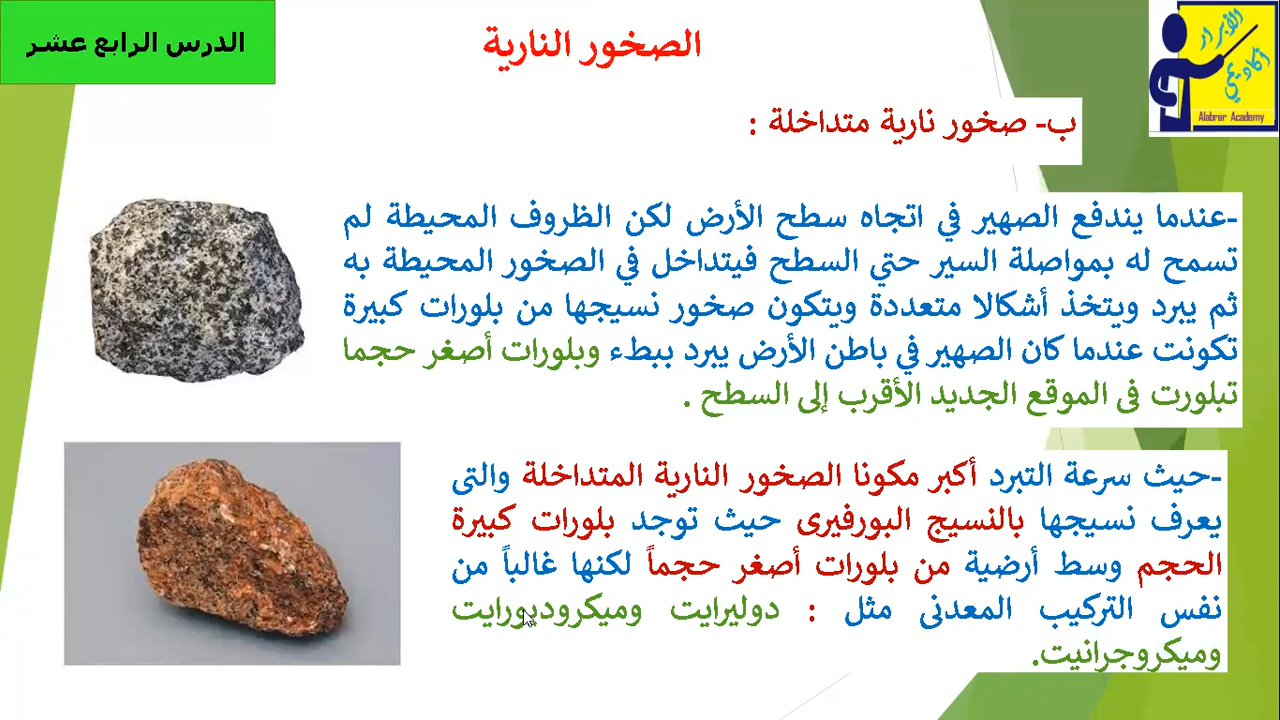 الدرس الرابع عشر
الصخور النارية
الأبرار
أكاديمي
Alabrar Academy
ب- صخور نارية متداخلة :
-عندما يندفع الصهير في اتجاه سطح الأرض لكن الظروف المحيطة لم
تسمح له بمواصلة السير حتي السطح فيتداخل في الصخور المحيطة به
ثم يبرد ويتخذ أشكالا متعددة ويتكون صخور نسيجها من بلورات كبيرة
تكونت عندما كان الصهير في باطن الأرض يبرد ببطء وبلورات أصغر حجما
تبلورت فى الموقع الجديد الأقرب إلى السطح .
-حيث سرعة التبرد أكبر مكونا الصخور النارية المتداخلة والتى
يعرف نسيجها بالنسيج البورفيرى حيث توجد بلورات كبيرة
الحجم وسط أرضية من بلورات أصغر حجماً لكنها غالباً من
نفس التركيب المعدنى مثل : دوليرايت وميكروديورايت
وميكروجرانيت.